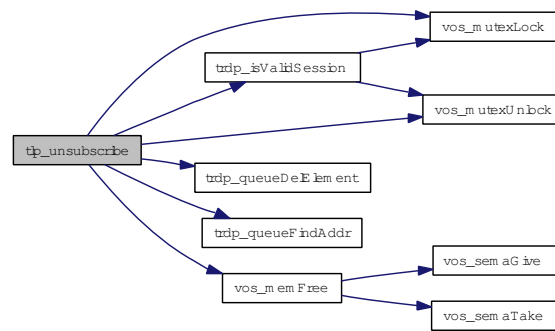 vos_mutexLock
trdp_isValidSession
vos_mutexUnlock
tlp_unsubscribe
trdp_queueDelElement
trdp_queueFindAddr
vos_semaGive
vos_memFree
vos_semaTake